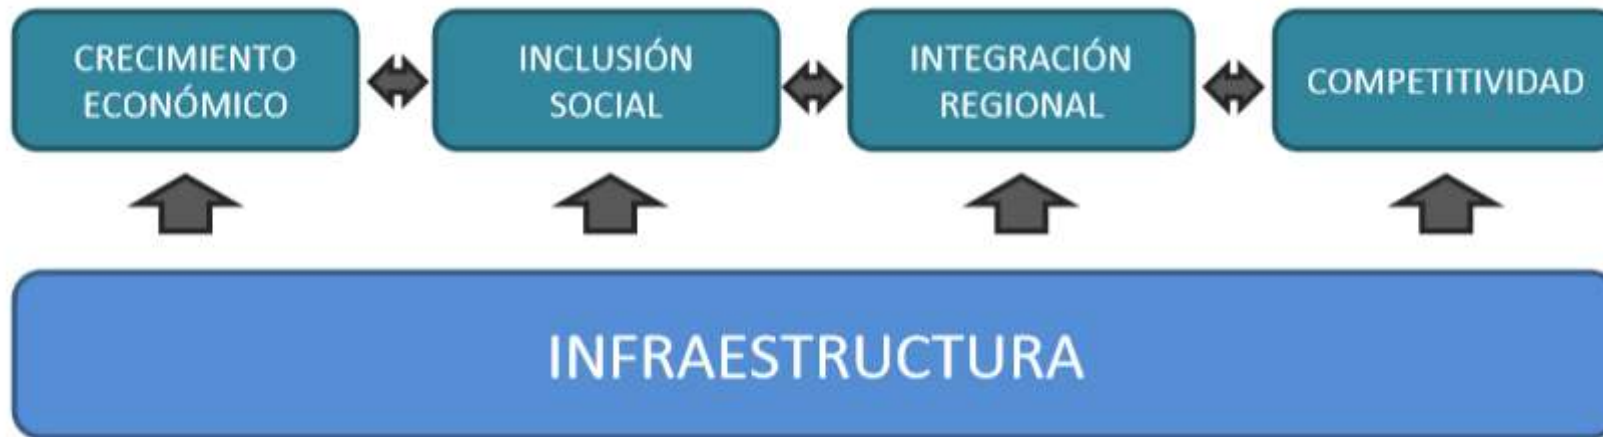 CRECIMIENTO
ECONÓMICO
INCLUSIÓN
SOCIAL
INTEGRACIÓN
REGIONAL
COMPETITIVIDAD
INFRAESTRUCTURA